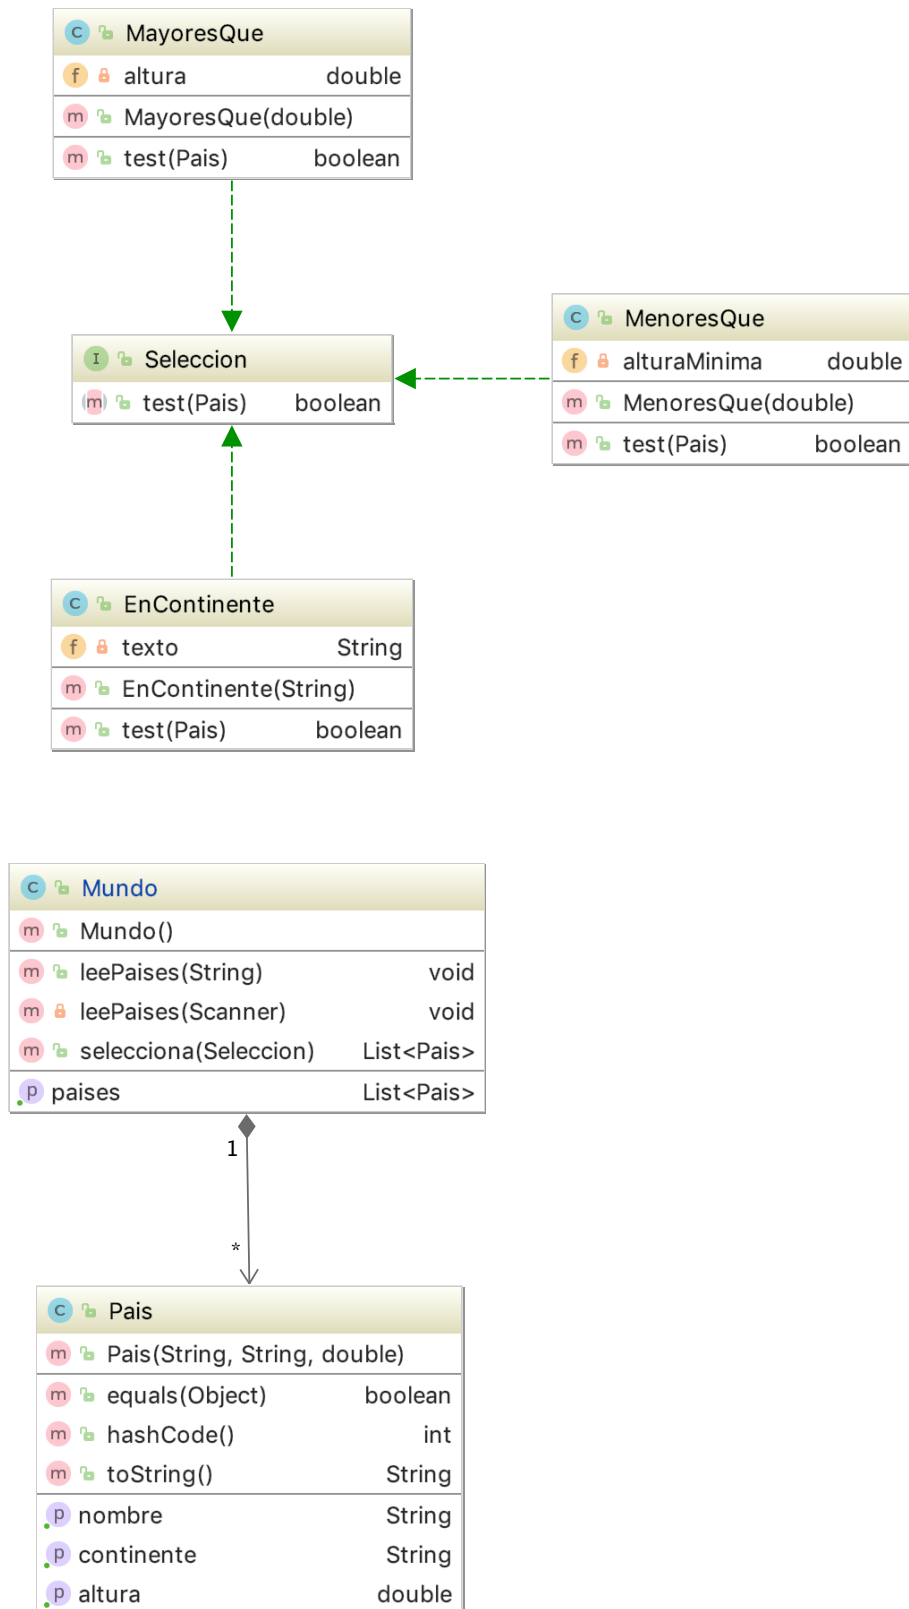 C MayoresQue
f altura double
m MayoresQue(double)
m test(Pais) boolean
I Seleccion
m test(Pais) boolean
C MenoresQue
f alturaMinima double
m MenoresQue(double)
m test(Pais) boolean
C EnContinente
f texto String
m EnContinente(String)
m test(Pais) boolean
C Mundo
m Mundo()
m leePaises(String) void
m leePaises(Scanner) void
m selecciona(Seleccion) List<Pais>
p paises List<Pais>
1
*
C Pais
m Pais(String, String, double)
m equals(Object) boolean
m hashCode() int
m toString() String
p nombre String
p continente String
p altura double